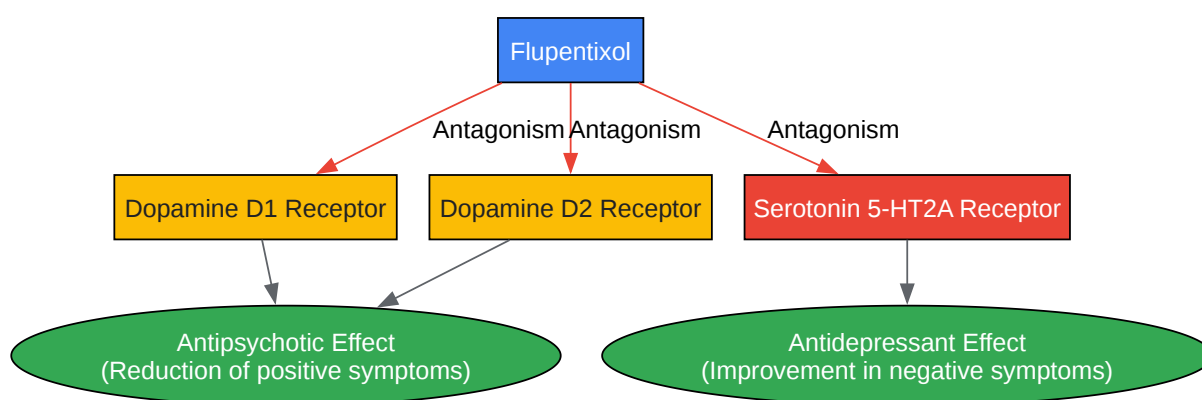 Flupentixol
Antagonism Antagonism Antagonism
Dopamine D1 Receptor Dopamine D2 Receptor Serotonin 5-HT2A Receptor
Antipsychotic Effect
(Reduction of positive symptoms)
Antidepressant Effect
(Improvement in negative symptoms)